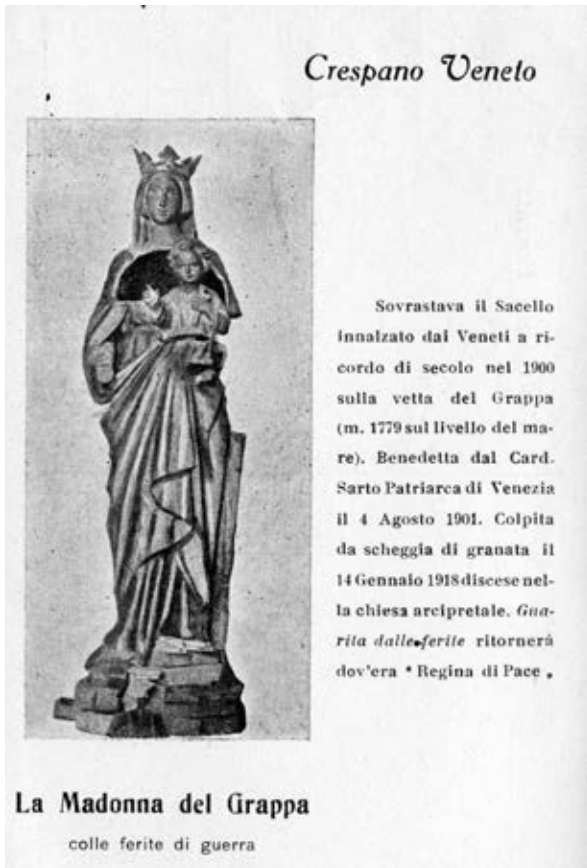 Crespano Veneto
Sovrastava il Sacello
innalzato dai Veneti a ri-
cordo di secolo nel 1900
sulla vetta del Grappa
(m. 1779 sul livello del ma-
re). Benedetta dal Card.
Sarto Patriarca di Venezia
il 4 Agosto 1901. Colpita
da scheggia di granata il
14 Gennaio 1918 discese nel-
la chiesa arcipretale. Gua-
rita dalle ferite ritornerà
dov'era " Regina di Pace „
La Madonna del Grappa
colle ferite di guerra